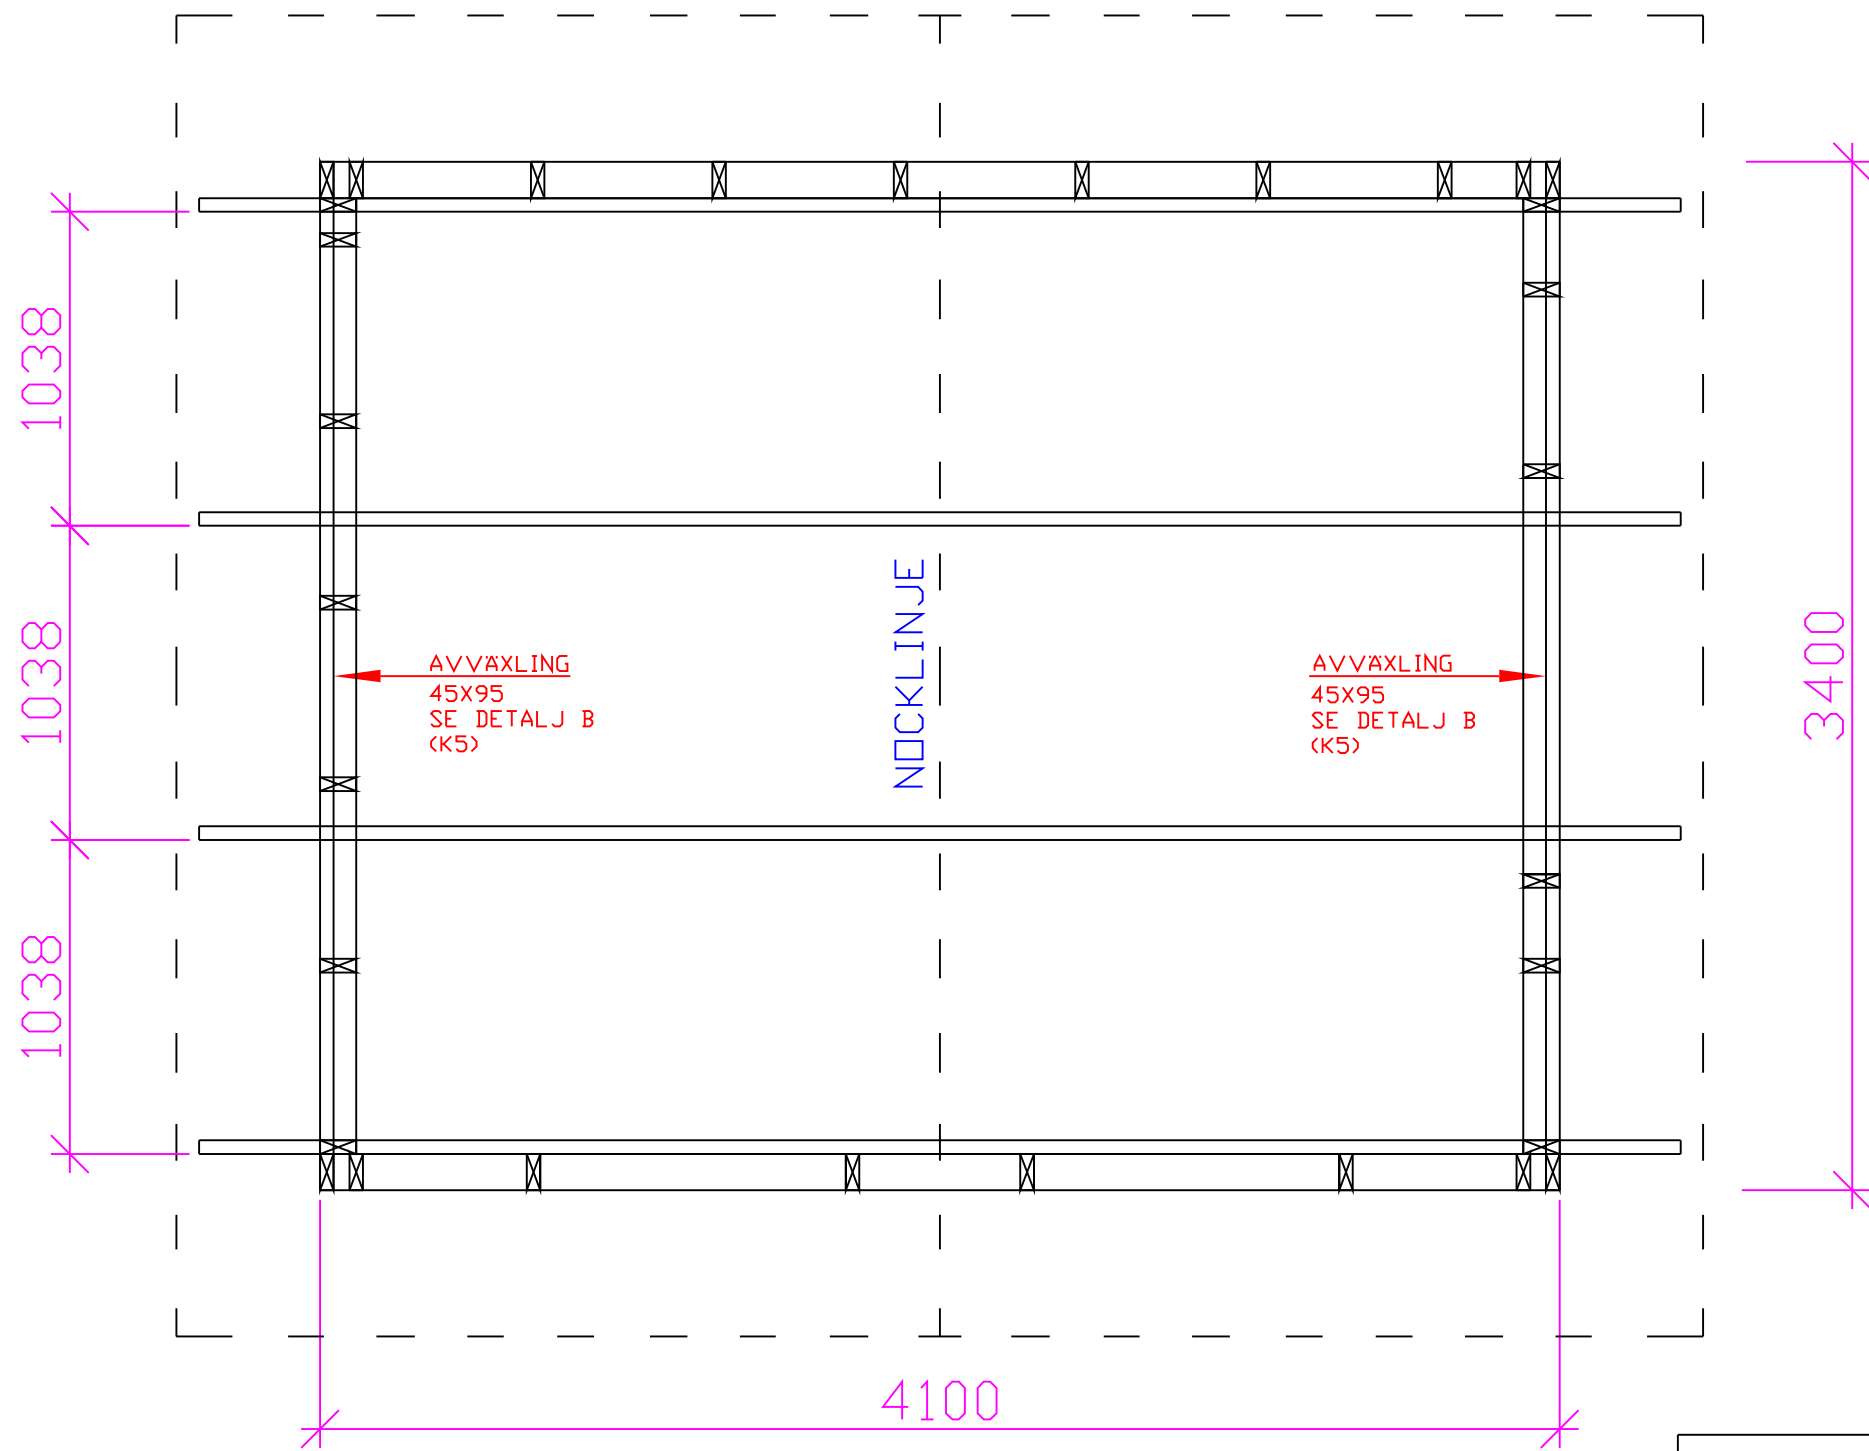 1038
1038
1038
AVVÄXLING
45X95
SE DETALJ B
(K5)
NOCKLINJE
AVVÄXLING
45X95
SE DETALJ B
(K5)
3400
4100